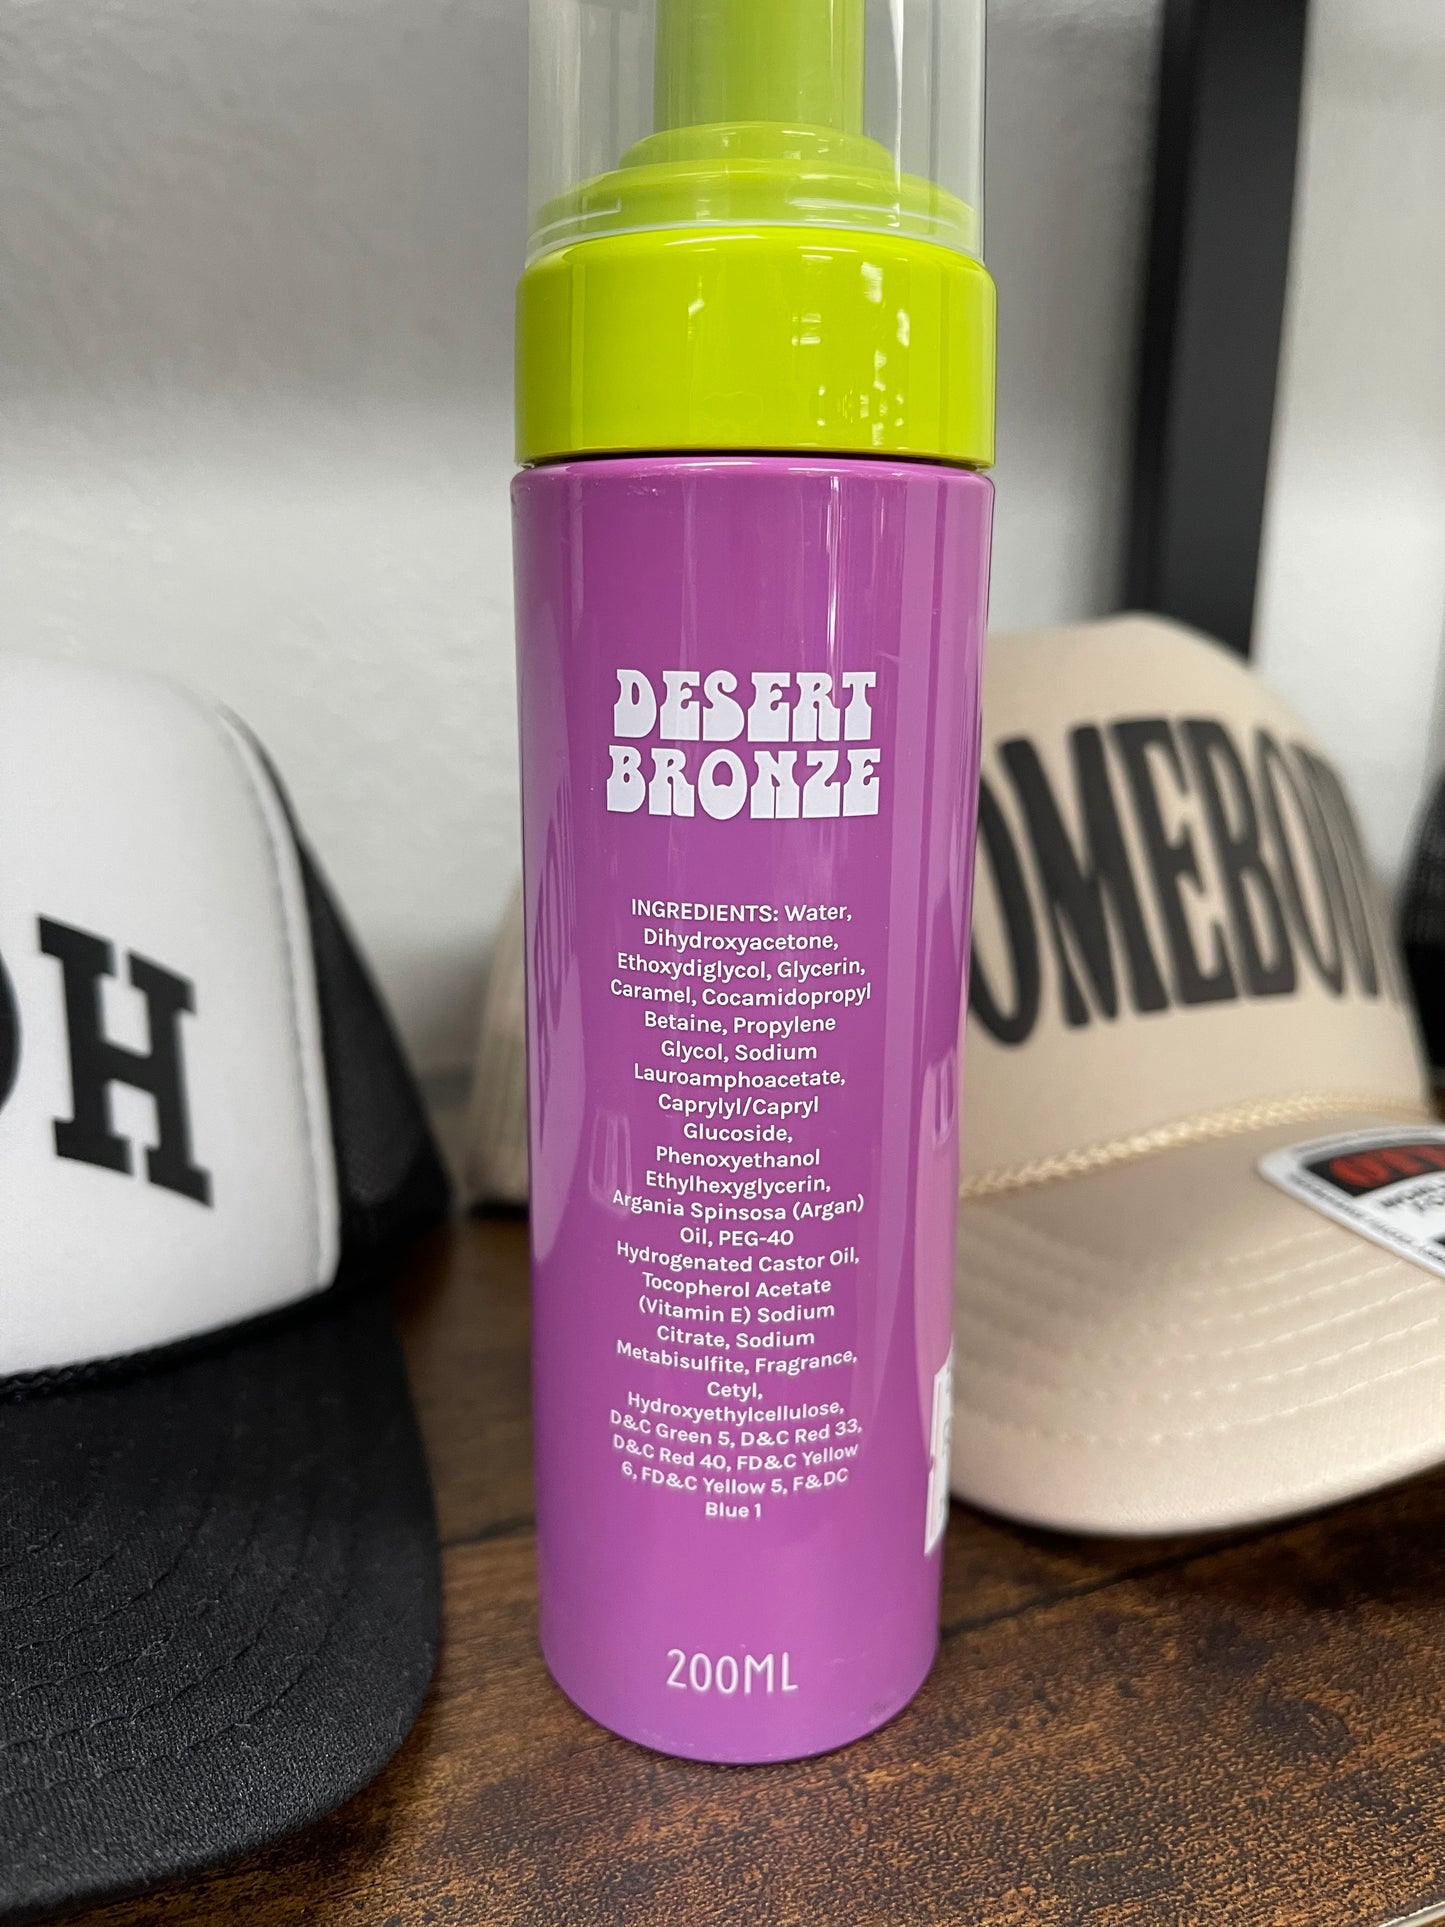 DESERT
BRONZE
INGREDIENTS: Water,
Dihydroxyacetone,
Ethoxydiglycol, Glycerin,
Caramel, Cocamidopropyl
Betaine, Propylene
Glycol, Sodium
Lauroamphoacetate,
Caprylyl/Capryl
Glucoside,
Phenoxyethanol
Ethylhexyglycerin,
Argania Spinsosa (Argan)
Oil, PEG-40
Hydrogenated Castor Oil,
Tocopherol Acetate
(Vitamin E) Sodium
Citrate, Sodium
Metabisulfite, Fragrance,
Cetyl,
Hydroxyethylcellulose,
D&C Green 5, D&C Red 33,
D&C Red 40, FD&C Yellow
6, FD&C Yellow 5, F&DC
Blue 1
200ML
H
OMEBO